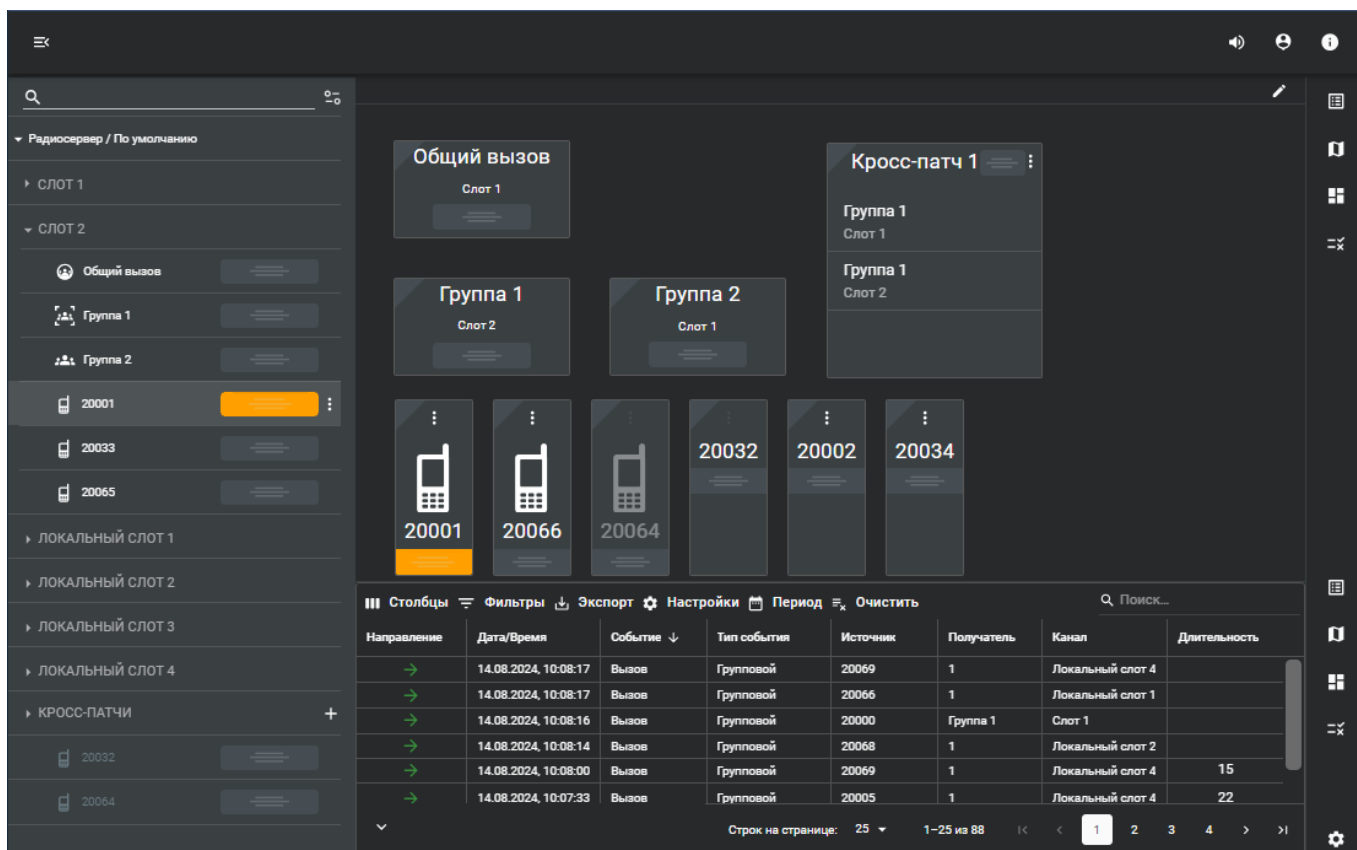 Радиосервер / По умолчанию
СЛОТ 1
СЛОТ 2
Общий вызов
Группа 1
Группа 2
20001
20033
20065
ЛОКАЛЬНЫЙ СЛОТ 1
ЛОКАЛЬНЫЙ СЛОТ 2
ЛОКАЛЬНЫЙ СЛОТ 3
ЛОКАЛЬНЫЙ СЛОТ 4
КРОСС-ПАТЧИ +
20032
20064
Общий вызов
Слот 1
Кросс-патч 1
Группа 1
Слот 1
Группа 1
Слот 2
Группа 1
Слот 2
Группа 2
Слот 1
20001
20066
20064
20032
20002
20034
Столбцы Фильтры Экспорт Настройки Период Очистить Поиск...
Направление Дата/Время Событие Тип события Источник Получатель Канал Длительность
14.08.2024, 10:08:17 Вызов Групповой 20069 1 Локальный слот 4
14.08.2024, 10:08:17 Вызов Групповой 20066 1 Локальный слот 1
14.08.2024, 10:08:16 Вызов Групповой 20000 Группа 1 Слот 1
14.08.2024, 10:08:14 Вызов Групповой 20068 1 Локальный слот 2
14.08.2024, 10:08:00 Вызов Групповой 20069 1 Локальный слот 4 15
14.08.2024, 10:07:33 Вызов Групповой 20005 1 Локальный слот 4 22
Строк на странице: 25 1–25 из 88 1 2 3 4